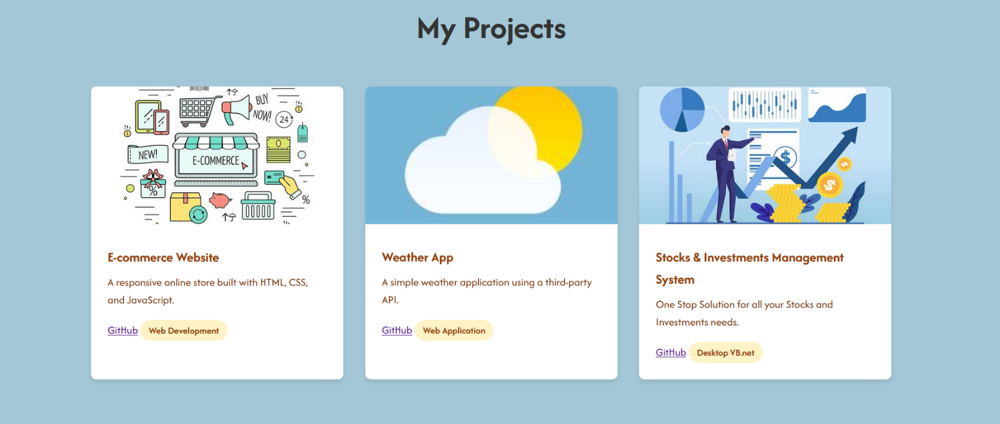 My Projects
BUY
NOW!
24
NEW!
E-COMMERCE
%
%
E-commerce Website
A responsive online store built with HTML, CSS,
and JavaScript.
GitHub Web Development
Weather App
A simple weather application using a third-party
API.
GitHub Web Application
$
$
$
Stocks & Investments Management
System
One Stop Solution for all your Stocks and
Investments needs.
GitHub Desktop VB.net